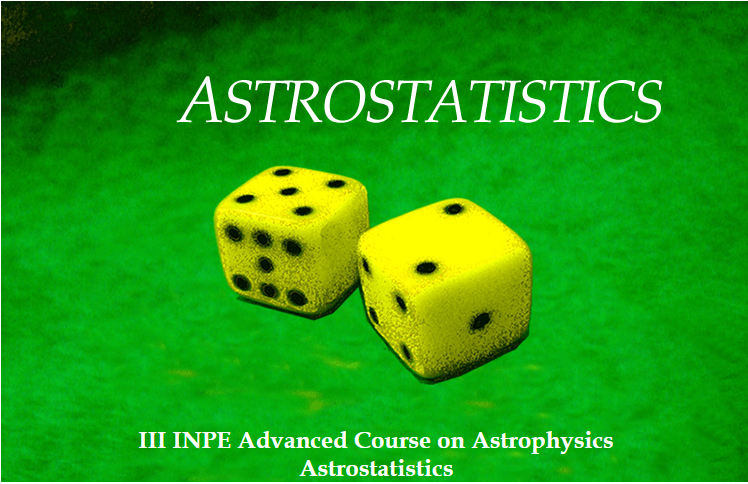 ASTROSTATISTICS
III INPE Advanced Course on Astrophysics
Astrostatistics